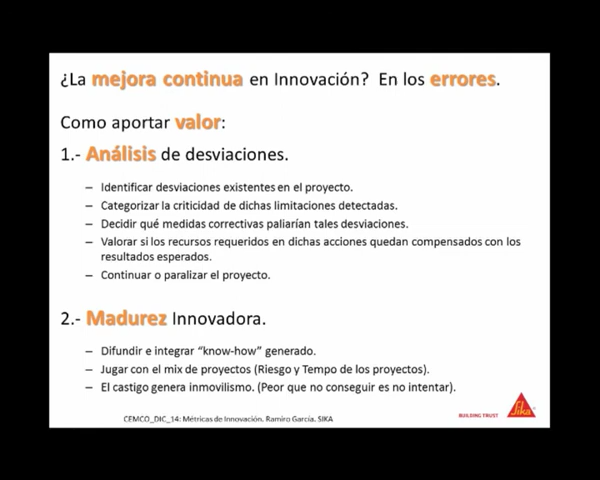 ¿La mejora continua en Innovación? En los errores.
Como aportar valor:
1.- Análisis de desviaciones.
– Identificar desviaciones existentes en el proyecto.
– Categorizar la criticidad de dichas limitaciones detectadas.
– Decidir qué medidas correctivas paliarían tales desviaciones.
– Valorar si los recursos requeridos en dichas acciones quedan compensados con los
resultados esperados.
– Continuar o paralizar el proyecto.
2.- Madurez Innovadora.
– Difundir e integrar “know-how” generado.
– Jugar con el mix de proyectos (Riesgo y Tempo de los proyectos).
– El castigo genera inmovilismo. (Peor que no conseguir es no intentar).
CEMCO_DIC_14: Métricas de Innovación. Ramiro García. SIKA
BUILDING TRUST
Sika